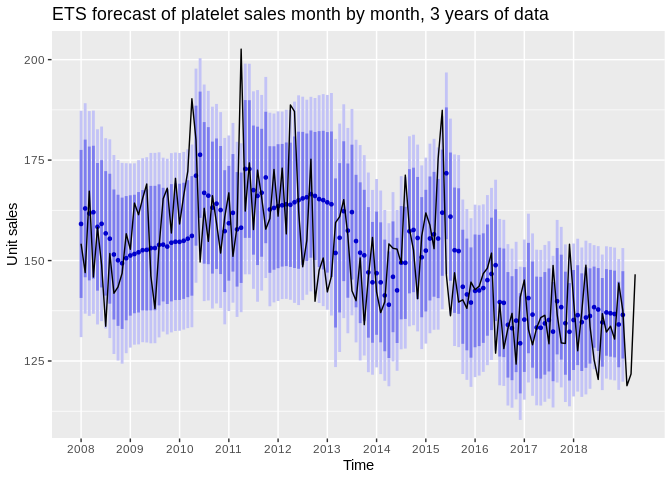 ETS forecast of platelet sales month by month, 3 years of data
Unit sales
200
175
150
125
2008 2009 2010 2011 2012 2013 2014 2015 2016 2017 2018
Time